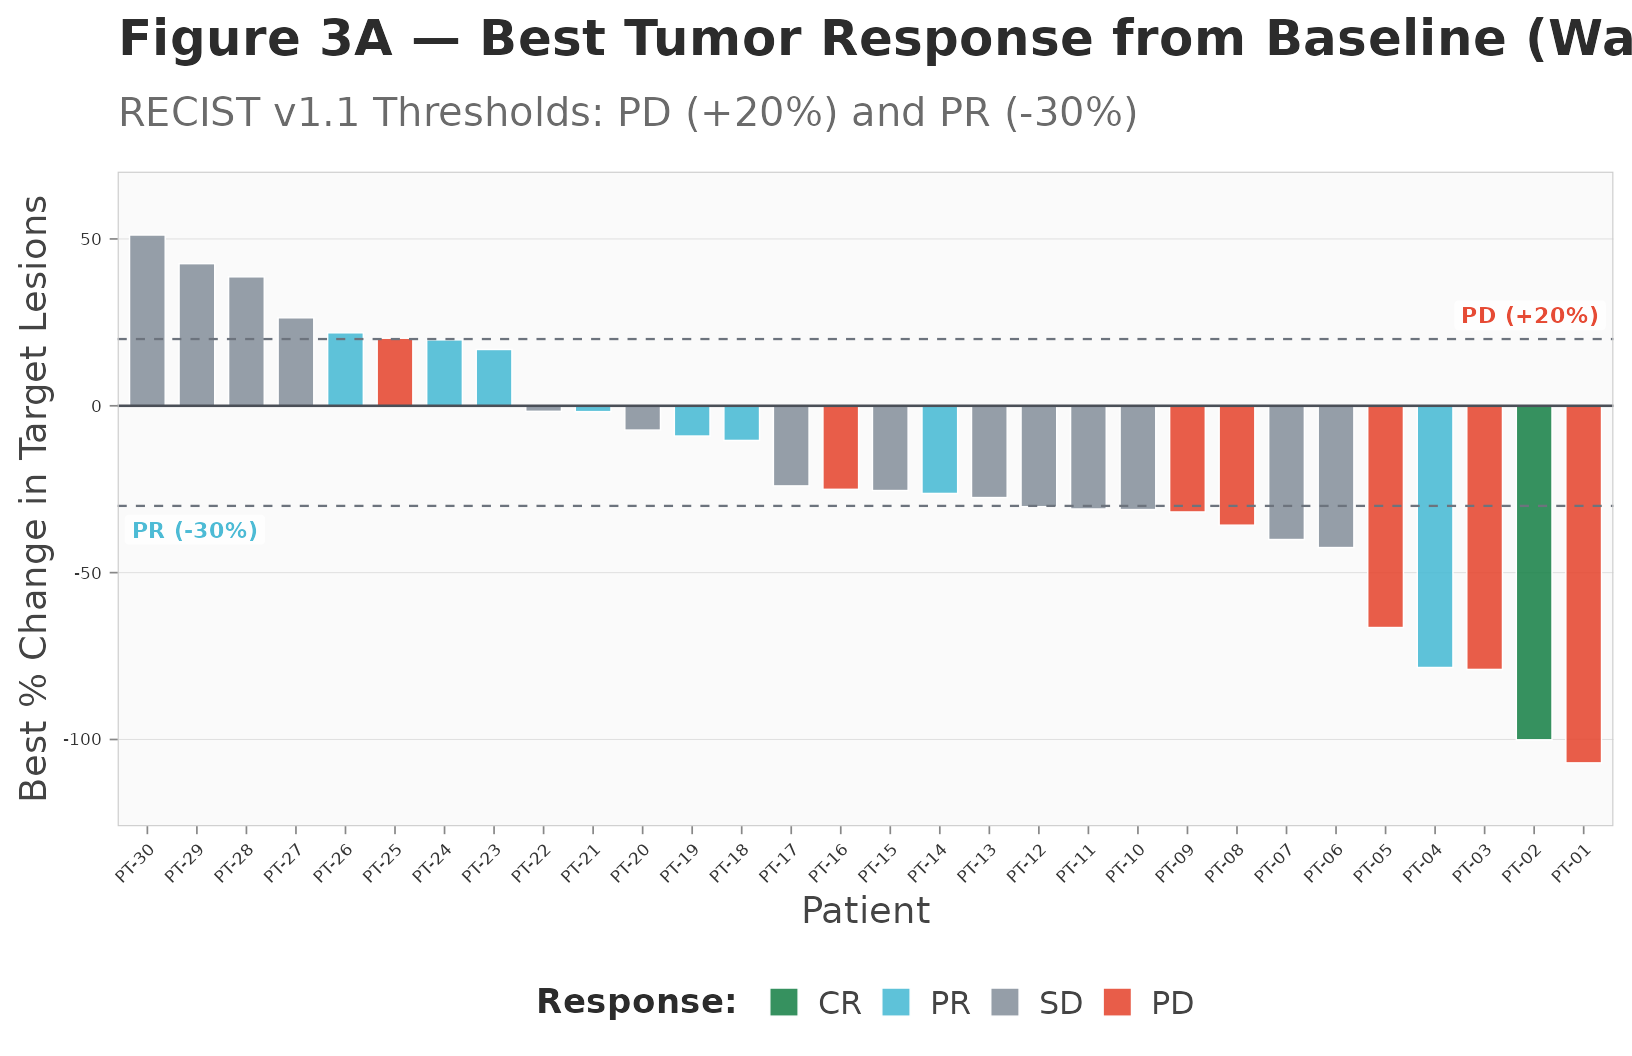 Figure 3A — Best Tumor Response from Baseline (Wa
RECIST v1.1 Thresholds: PD (+20%) and PR (-30%)
Best % Change in Target Lesions
50
0
-50
-100
PD (+20%)
PR (-30%)
PT-30
PT-29
PT-28
PT-27
PT-26
PT-25
PT-24
PT-23
PT-22
PT-21
PT-20
PT-19
PT-18
PT-17
PT-16
PT-15
PT-14
PT-13
PT-12
PT-11
PT-10
PT-09
PT-08
PT-07
PT-06
PT-05
PT-04
PT-03
PT-02
PT-01
Patient
Response: CR PR SD PD